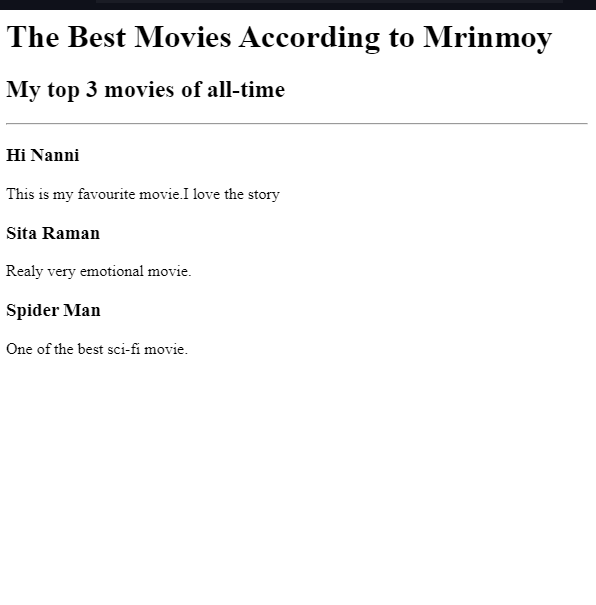 The Best Movies According to Mrinmoy
My top 3 movies of all-time
Hi Nanni
This is my favourite movie.I love the story
Sita Raman
Realy very emotional movie.
Spider Man
One of the best sci-fi movie.